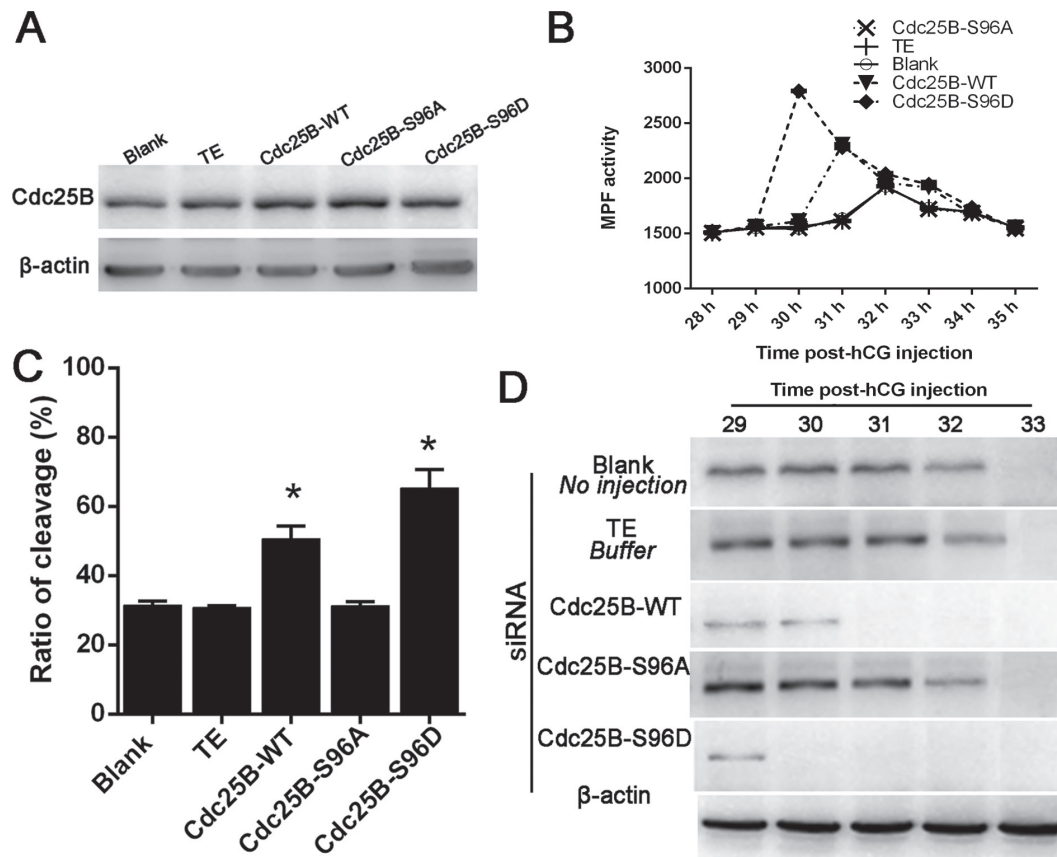 A
Blank
TE
Cdc25B-WT
Cdc25B-S96A
Cdc25B-S96D
Cdc25B
β-actin
B
Cdc25B-S96A
TE
Blank
Cdc25B-WT
Cdc25B-S96D
MPF activity
3000
2500
2000
1500
1000
28 h
29 h
30 h
31 h
32 h
33 h
34 h
35 h
Time post-hCG injection
C
Ratio of cleavage (%)
100
80
60
40
20
0
*
*
Blank
TE
Cdc25B-WT
Cdc25B-S96A
Cdc25B-S96D
D
Time post-hCG injection
29 30 31 32 33
siRNA
Blank
No injection
TE
Buffer
Cdc25B-WT
Cdc25B-S96A
Cdc25B-S96D
β-actin